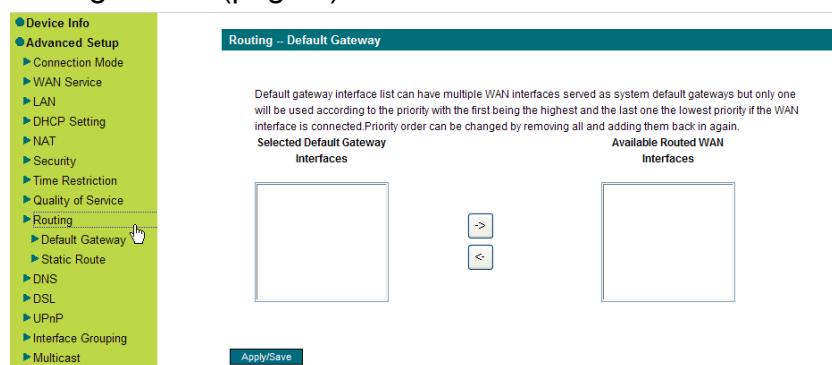 Device Info
Advanced Setup
Connection Mode
WAN Service
LAN
DHCP Setting
NAT
Security
Time Restriction
Quality of Service
Routing
Default Gateway
Static Route
DNS
DSL
UPnP
Interface Grouping
Multicast
Routing -- Default Gateway
Default gateway interface list can have multiple WAN interfaces served as system default gateways but only one
will be used according to the priority with the first being the highest and the last one the lowest priority if the WAN
interface is connected.Priority order can be changed by removing all and adding them back in again.
Selected Default Gateway
Interfaces
Available Routed WAN
Interfaces
->
<-
Apply/Save